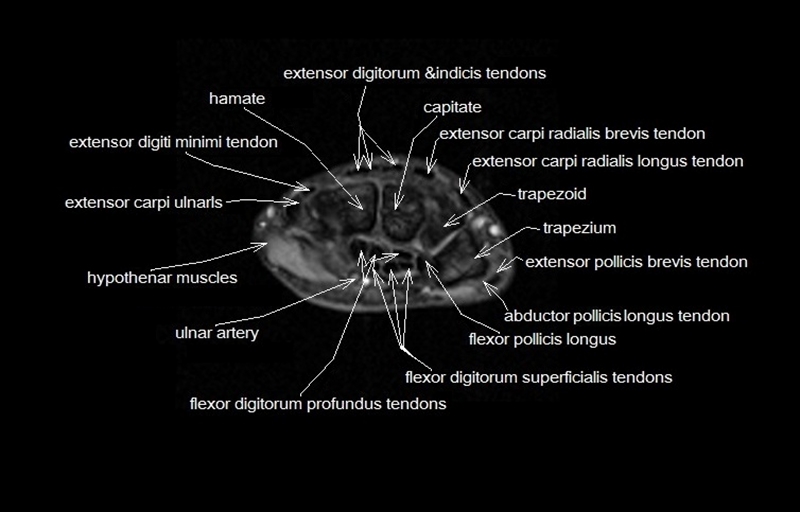 extensor digitorum &indicis tendons
hamate
capitate
extensor carpi radialis brevis tendon
extensor digiti minimi tendon
extensor carpi radialis longus tendon
trapezoid
extensor carpi ulnarls
trapezium
extensor pollicis brevis tendon
hypothenar muscles
abductor pollicis longus tendon
ulnar artery
flexor pollicis longus
flexor digitorum superficialis tendons
flexor digitorum profundus tendons